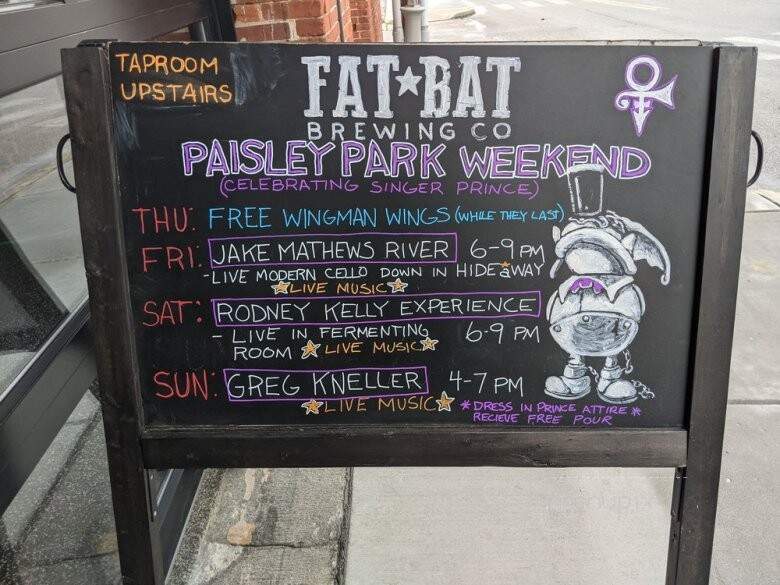 TAPROOM
UPSTAIRS
FAT★BAT
BREWING CO
PAISLEY PARK WEEKEND
(CELEBRATING SINGER PRINCE)
THU: FREE WINGMAN WINGS (WHILE THEY LAST)
FRI: JAKE MATHEWS RIVER 6-9 PM
-LIVE MODERN CELLO DOWN IN HIDEaWAY
☆LIVE MUSIC☆
SAT: RODNEY KELLY EXPERIENCE
- LIVE IN FERMENTING 6-9 PM
ROOM ☆ LIVE MUSIC☆
SUN: GREG KNELLER 4-7 PM
☆LIVE MUSIC☆
*DRESS IN PRINCE ATTIRE*
RECIEVE FREE POUR